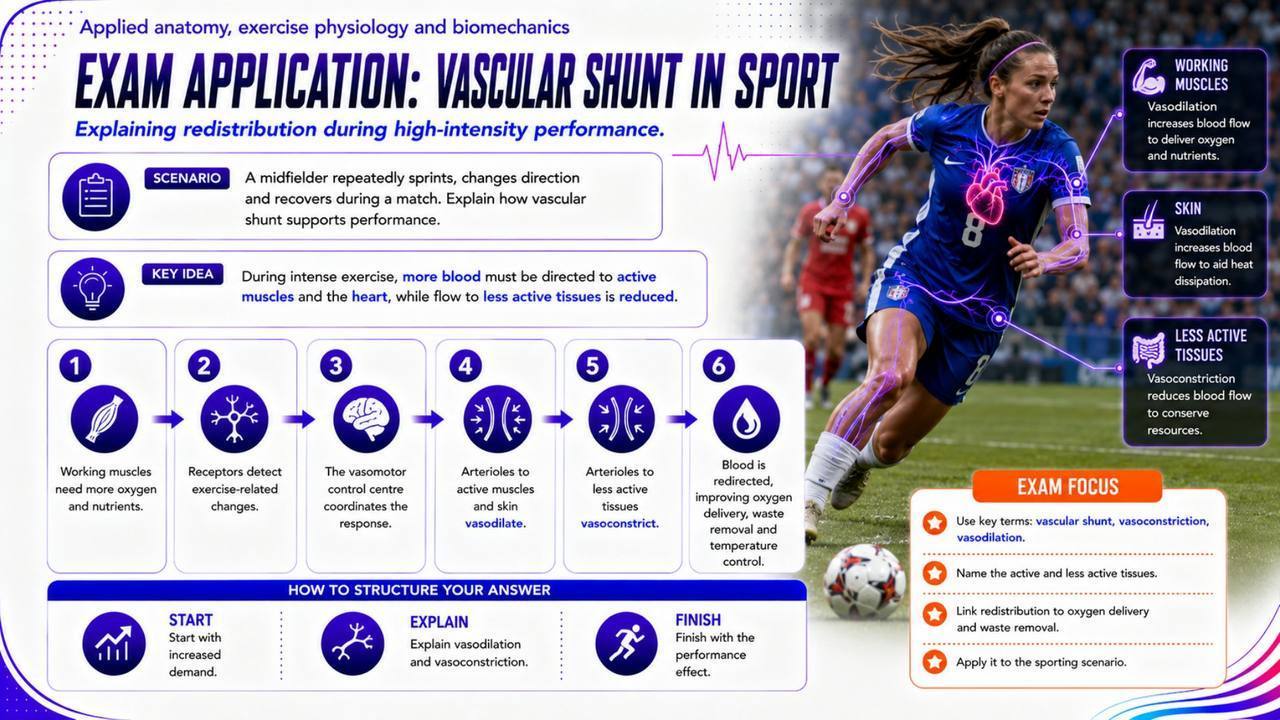 Applied anatomy, exercise physiology and biomechanics
EXAM APPLICATION: VASCULAR SHUNT IN SPORT
Explaining redistribution during high-intensity performance.
SCENARIO
A midfielder repeatedly sprints, changes direction
and recovers during a match. Explain how vascular
shunt supports performance.
KEY IDEA
During intense exercise, more blood must be directed to active
muscles and the heart, while flow to less active tissues is reduced.
1
Working muscles
need more oxygen
and nutrients.
2
Receptors detect
exercise-related
changes.
3
The vasomotor
control centre
coordinates the
response.
4
Arterioles to
active muscles
and skin
vasodilate.
5
Arterioles to
less active
tissues
vasoconstrict.
6
Blood is
redirected,
improving oxygen
delivery, waste
removal and
temperature
control.
HOW TO STRUCTURE YOUR ANSWER
START
Start with
increased
demand.
EXPLAIN
Explain vasodilation
and vasoconstriction.
FINISH
Finish with the
performance
effect.
8
8
WORKING
MUSCLES
Vasodilation
increases blood flow
to deliver oxygen
and nutrients.
SKIN
Vasodilation
increases blood
flow to aid heat
dissipation.
LESS ACTIVE
TISSUES
Vasoconstriction
reduces blood flow
to conserve
resources.
EXAM FOCUS
Use key terms: vascular shunt, vasoconstriction,
vasodilation.
Name the active and less active tissues.
Link redistribution to oxygen delivery
and waste removal.
Apply it to the sporting scenario.